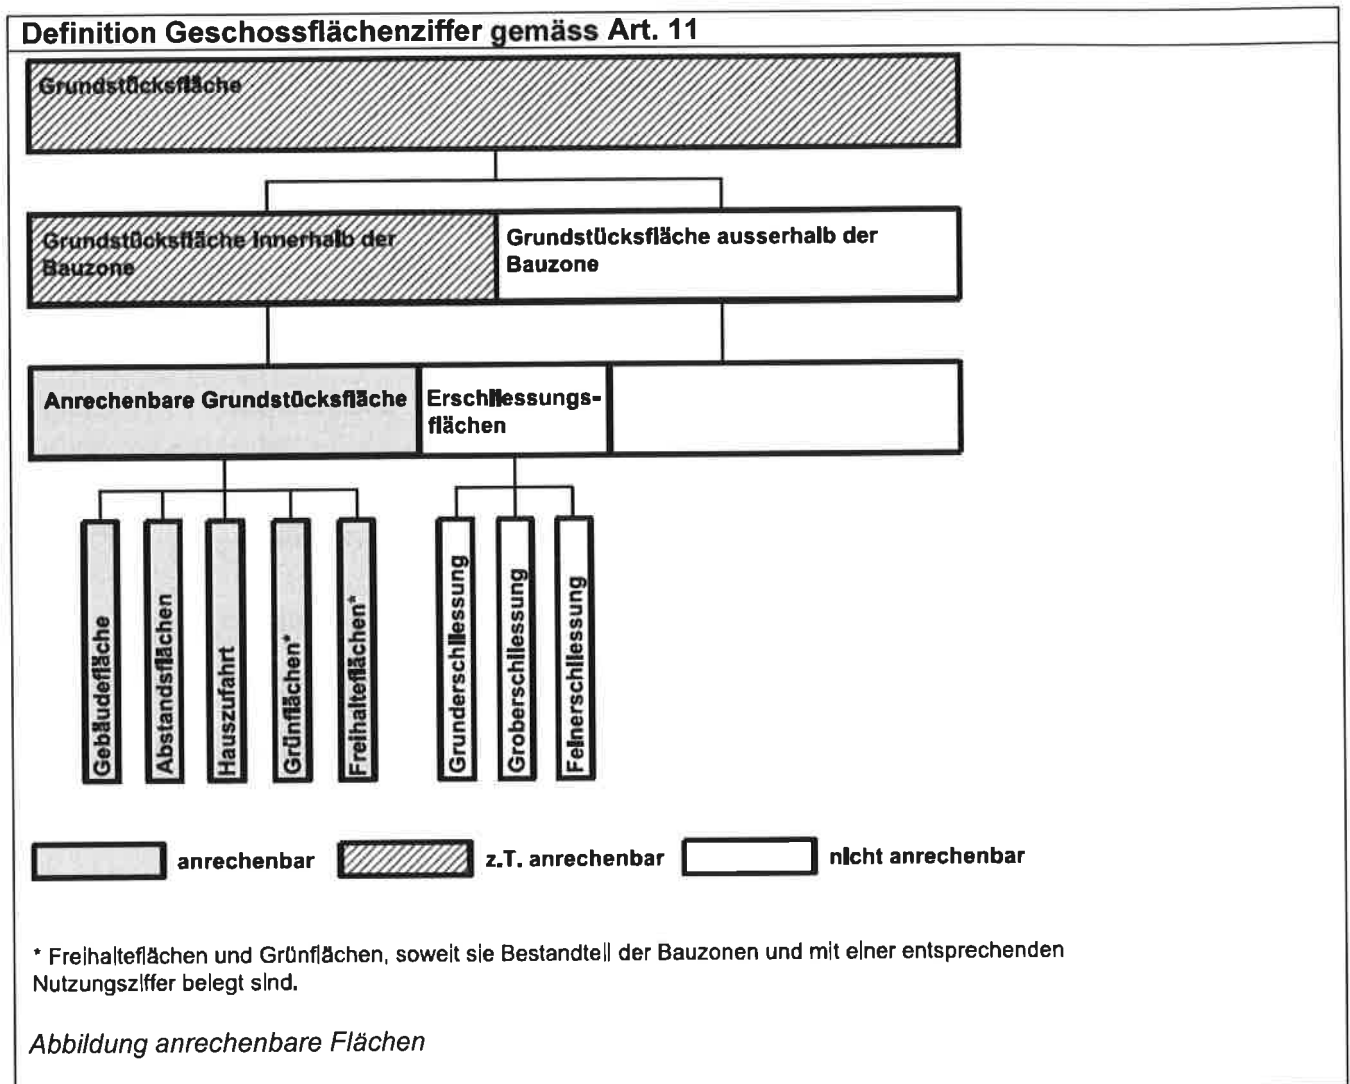 Definition Geschossflächenziffer gemäss Art. 11
Grundstücksfläche
Grundstücksfläche innerhalb der
Bauzone
Grundstücksfläche ausserhalb der
Bauzone
Anrechenbare Grundstücksfläche
Erschliessungs-
flächen
Gebäudefläche
Abstandsflächen
Hauszufahrt
Grünflächen*
Freihalteflächen*
Grunderschliessung
Groberschliessung
Feinerschliessung
anrechenbar
z.T. anrechenbar
nicht anrechenbar
* Freihalteflächen und Grünflächen, soweit sie Bestandteil der Bauzonen und mit einer entsprechenden
Nutzungsziffer belegt sind.
Abbildung anrechenbare Flächen